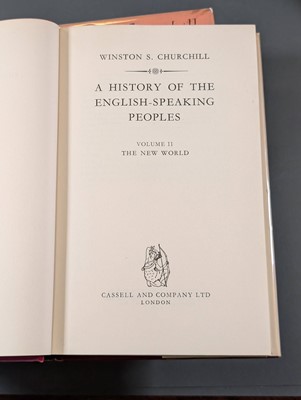 WINSTON S. CHURCHILL
A HISTORY OF THE
ENGLISH-SPEAKING
PEOPLES
VOLUME II
THE NEW WORLD
CASSELL AND COMPANY LTD
LONDON